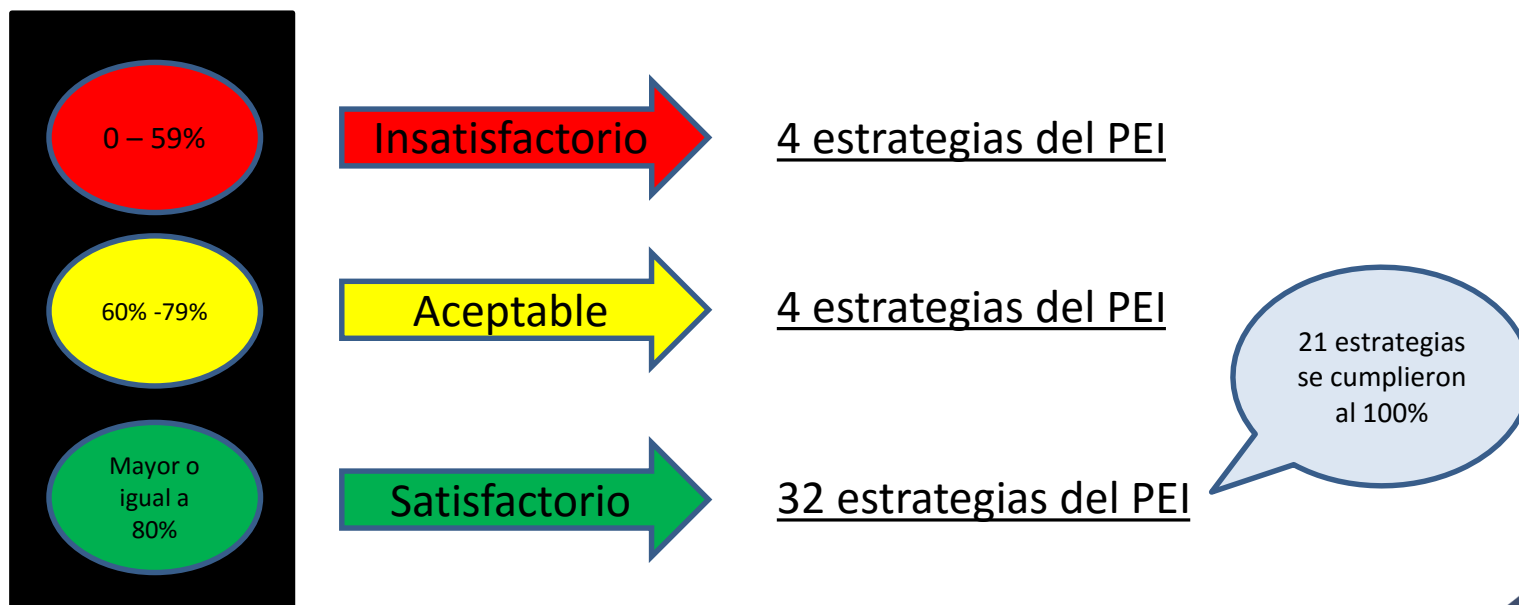 0 – 59%
Insatisfactorio
4 estrategias del PEI
60% -79%
Aceptable
4 estrategias del PEI
21 estrategias
se cumplieron
al 100%
Mayor o
igual a
80%
Satisfactorio
32 estrategias del PEI